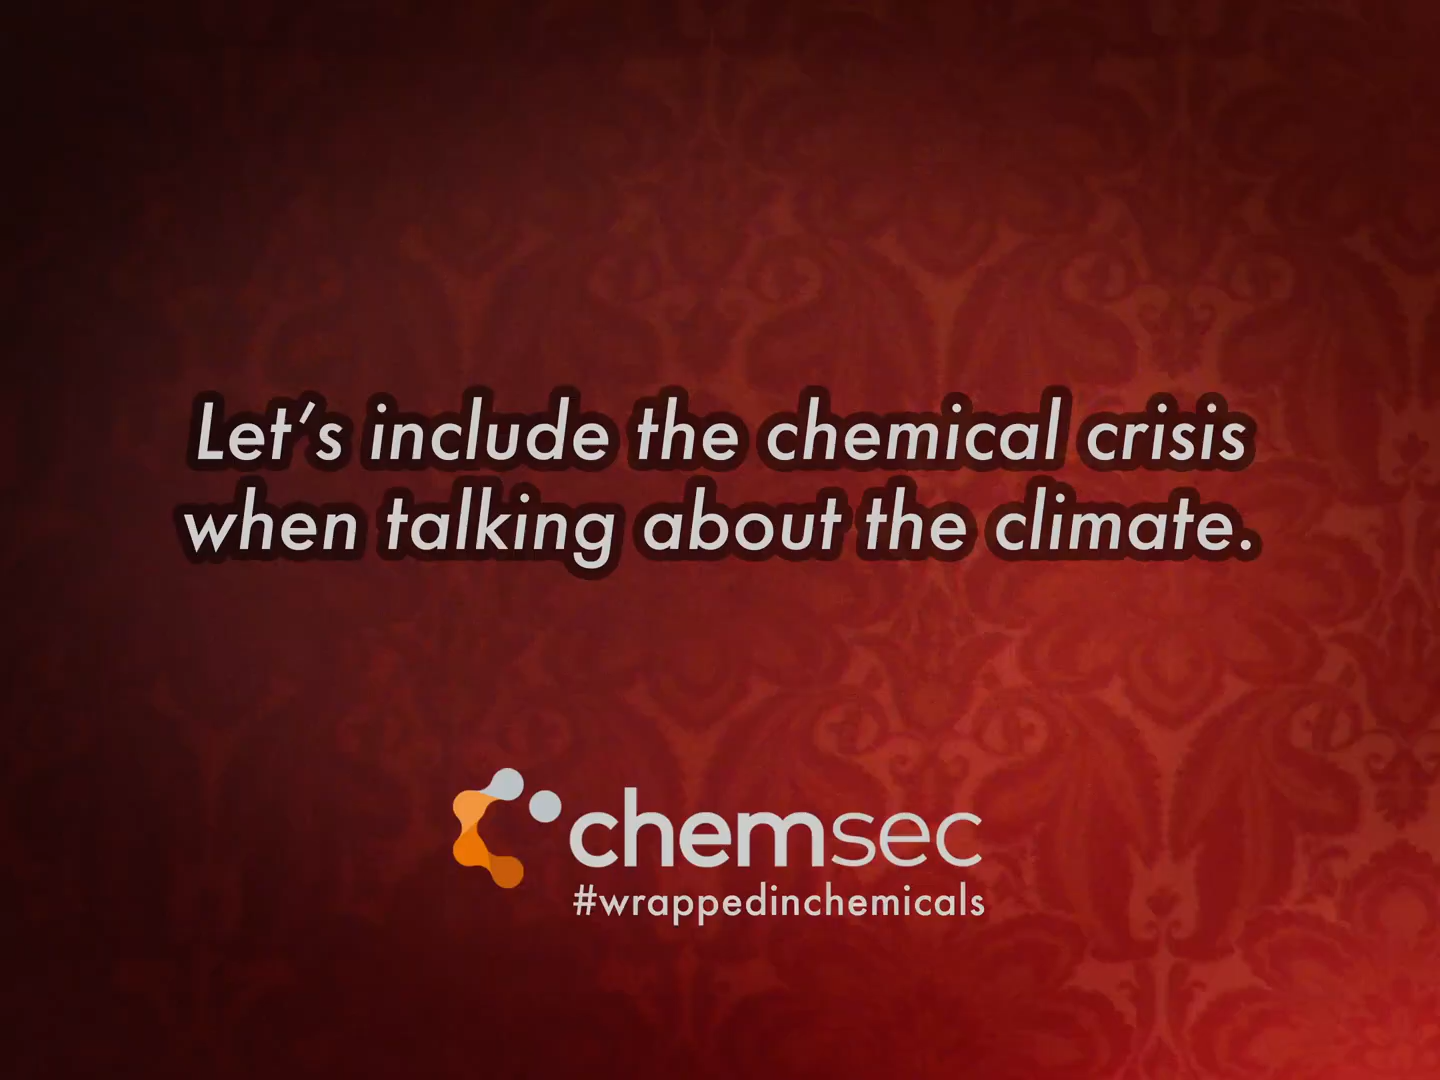 Let’s include the chemical crisis
when talking about the climate.
chemsec
#wrappedinchemicals